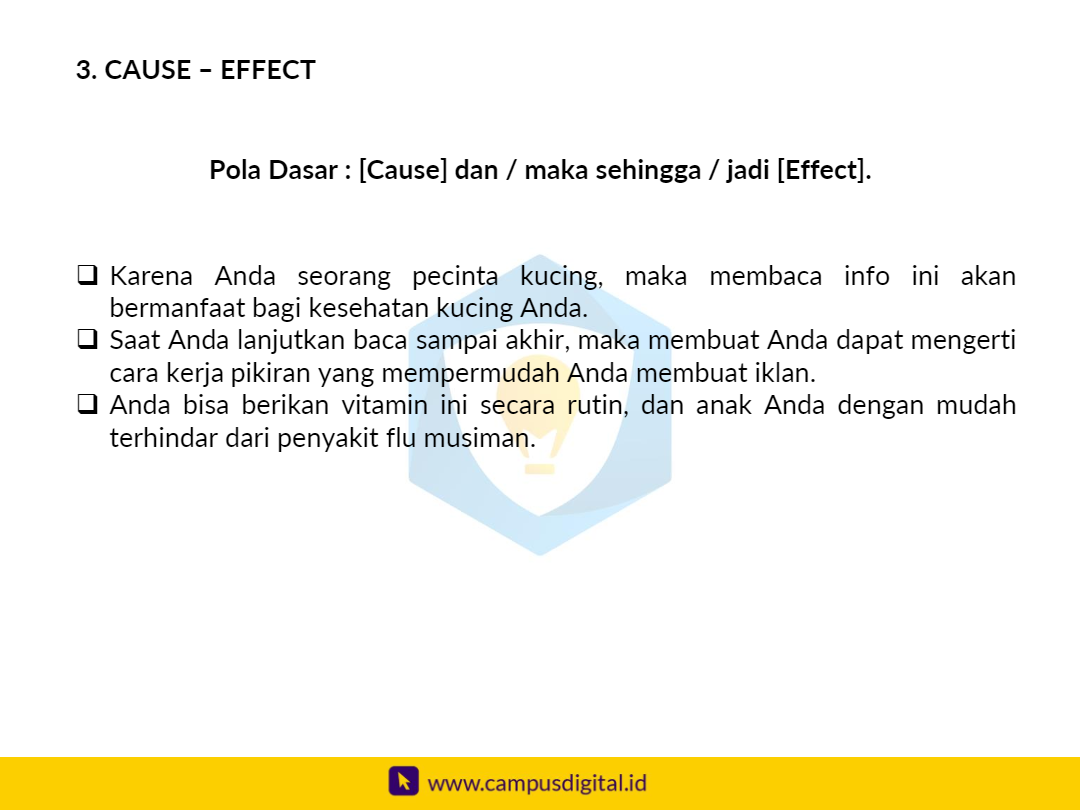 3. CAUSE – EFFECT
Pola Dasar : [Cause] dan / maka sehingga / jadi [Effect].
❑ Karena Anda seorang pecinta kucing, maka membaca info ini akan
bermanfaat bagi kesehatan kucing Anda.
❑ Saat Anda lanjutkan baca sampai akhir, maka membuat Anda dapat mengerti
cara kerja pikiran yang mempermudah Anda membuat iklan.
❑ Anda bisa berikan vitamin ini secara rutin, dan anak Anda dengan mudah
terhindar dari penyakit flu musiman.
www.campusdigital.id